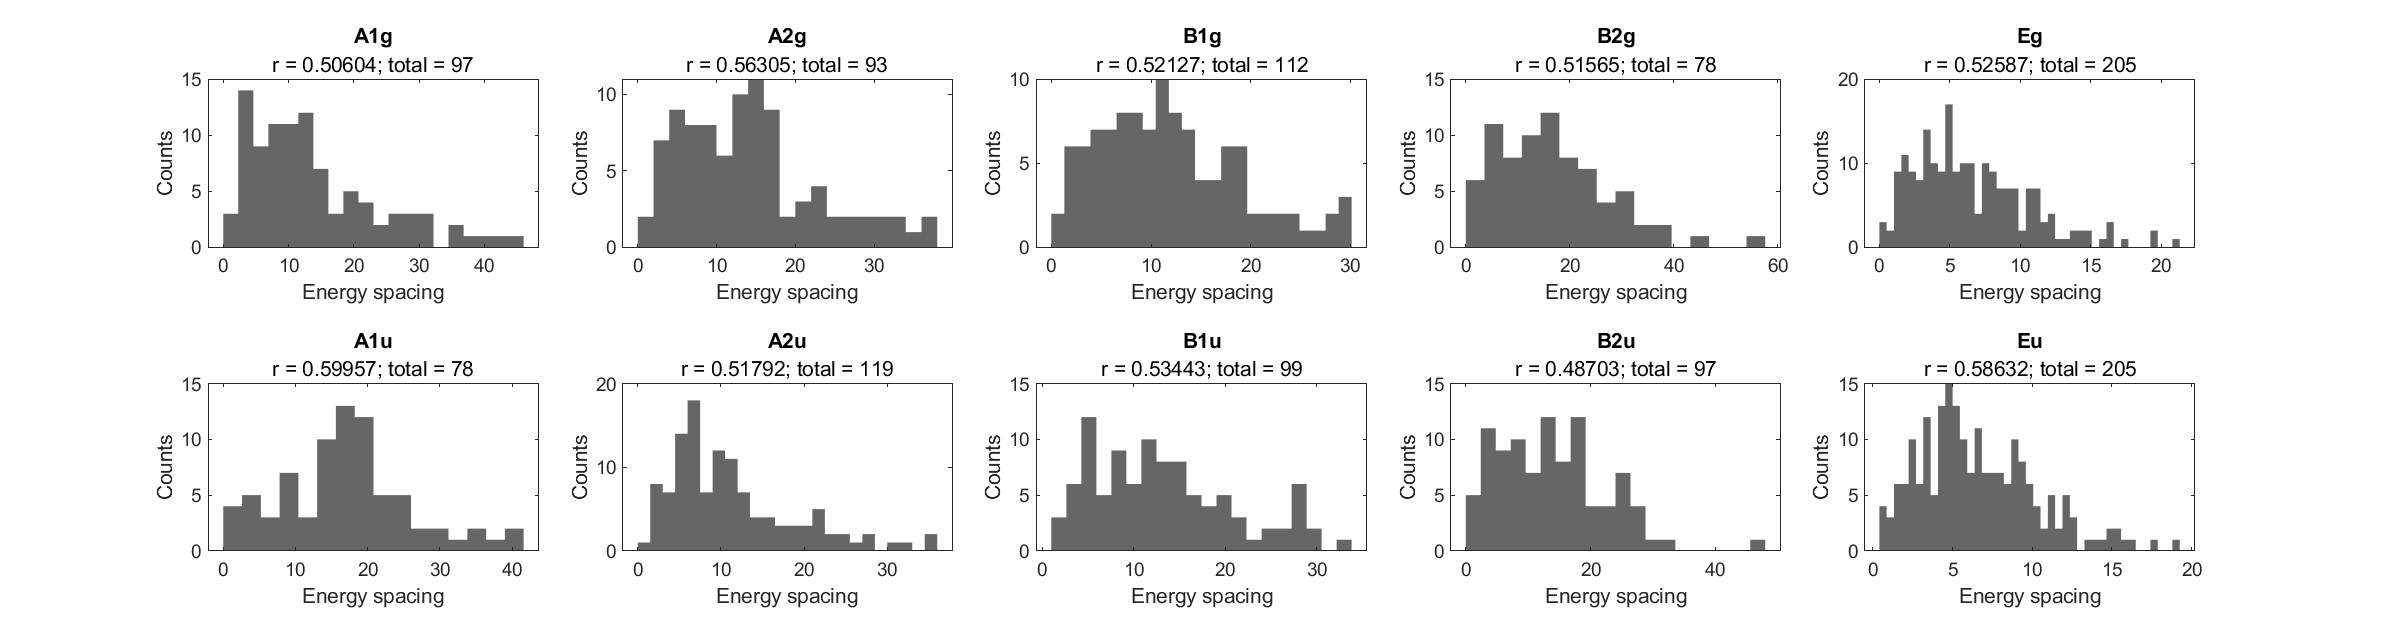 A1g
r = 0.50604; total = 97
15
10
5
0
Counts
0 10 20 30 40
Energy spacing
A2g
r = 0.56305; total = 93
10
5
0
Counts
0 10 20 30
Energy spacing
B1g
r = 0.52127; total = 112
10
5
0
Counts
0 10 20 30
Energy spacing
B2g
r = 0.51565; total = 78
15
10
5
0
Counts
0 20 40 60
Energy spacing
Eg
r = 0.52587; total = 205
20
10
0
Counts
0 5 10 15 20
Energy spacing
A1u
r = 0.59957; total = 78
15
10
5
0
Counts
0 10 20 30 40
Energy spacing
A2u
r = 0.51792; total = 119
20
10
0
Counts
0 10 20 30
Energy spacing
B1u
r = 0.53443; total = 99
15
10
5
0
Counts
0 10 20 30
Energy spacing
B2u
r = 0.48703; total = 97
15
10
5
0
Counts
0 20 40
Energy spacing
Eu
r = 0.58632; total = 205
15
10
5
0
Counts
0 5 10 15 20
Energy spacing